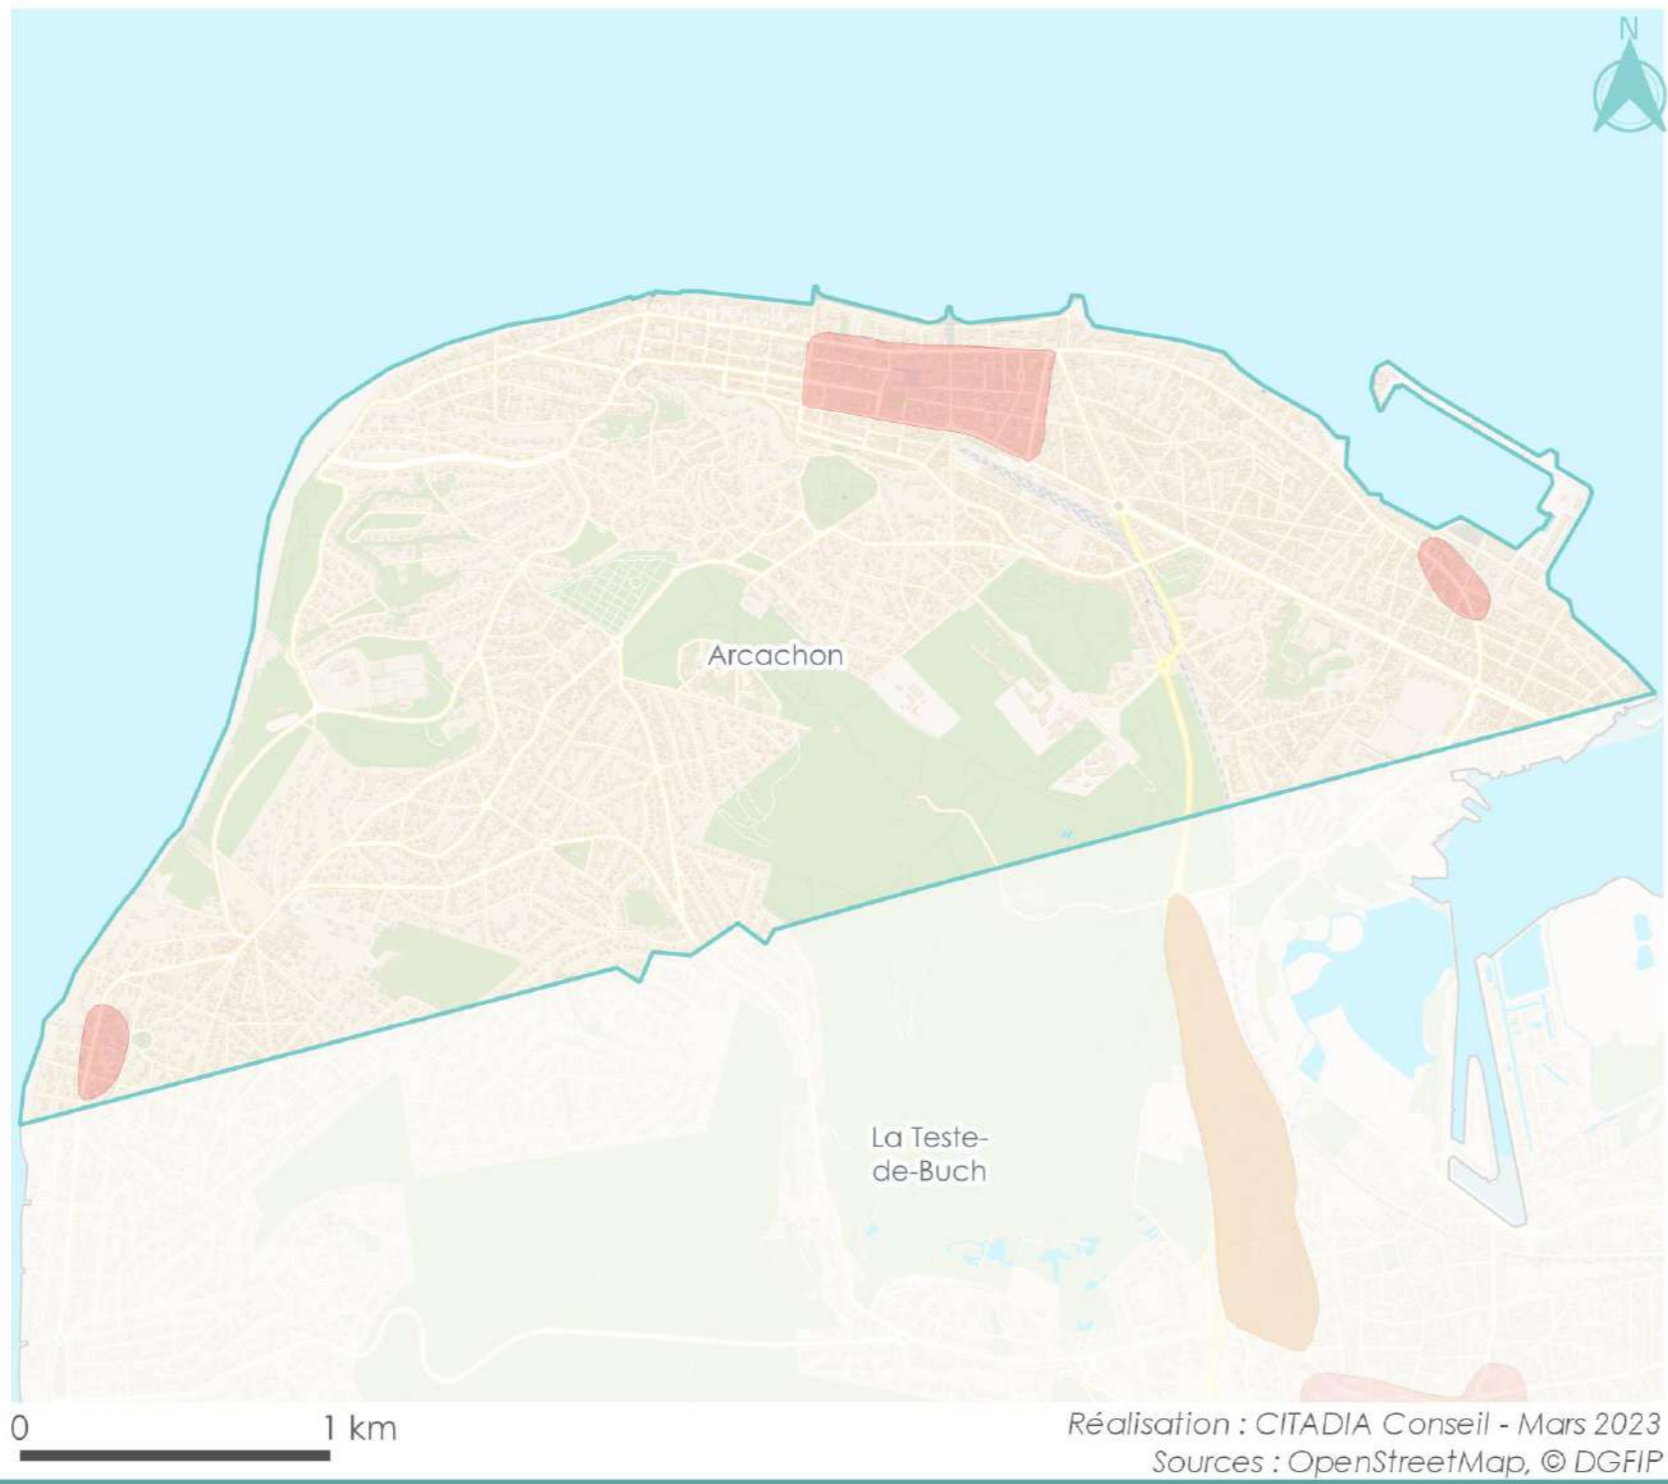 N
Arcachon
La Teste-
de-Buch
0 1 km
Réalisation : CITADIA Conseil - Mars 2023
Sources : OpenStreetMap, © DGFIP